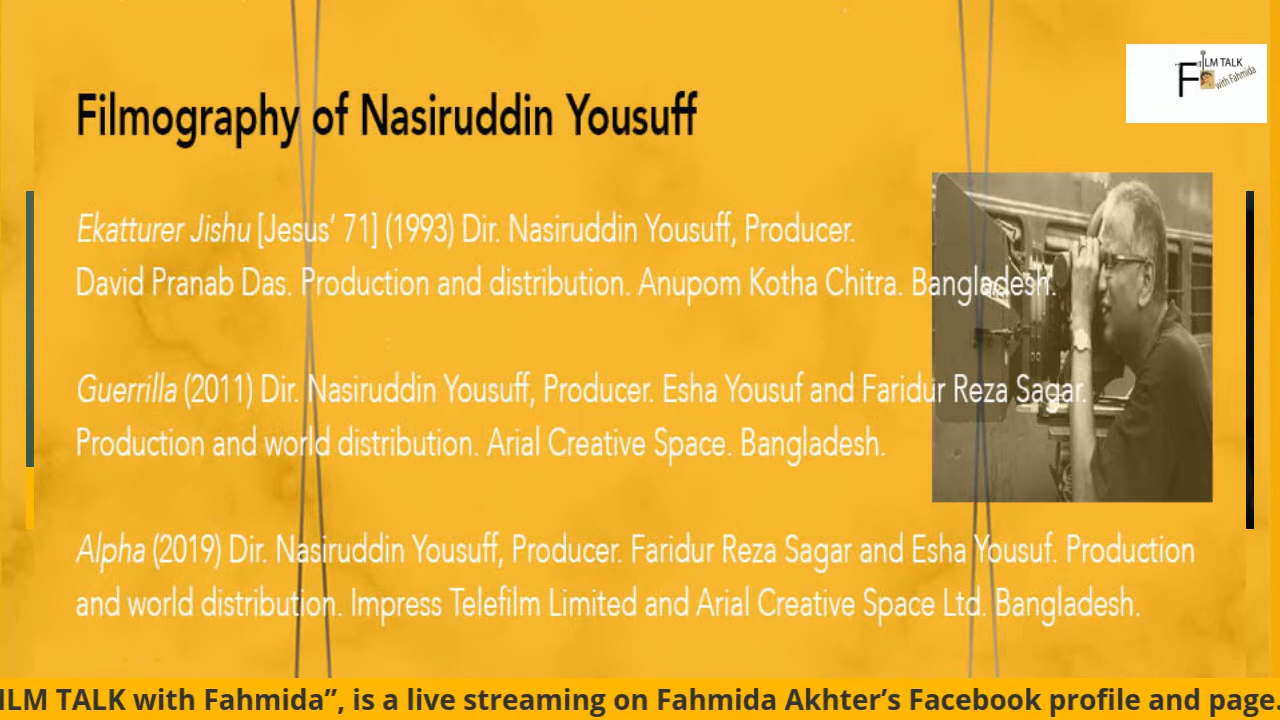 FILM TALK
with Fahmida
Filmography of Nasiruddin Yousuff
Ekatturer Jishu [Jesus’ 71] (1993) Dir. Nasiruddin Yousuff, Producer.
David Pranab Das. Production and distribution. Anupom Kotha Chitra. Bangladesh.
Guerrilla (2011) Dir. Nasiruddin Yousuff, Producer. Esha Yousuf and Faridur Reza Sagar.
Production and world distribution. Arial Creative Space. Bangladesh.
Alpha (2019) Dir. Nasiruddin Yousuff, Producer. Faridur Reza Sagar and Esha Yousuf. Production
and world distribution. Impress Telefilm Limited and Arial Creative Space Ltd. Bangladesh.
ILM TALK with Fahmida”, is a live streaming on Fahmida Akhter’s Facebook profile and page.